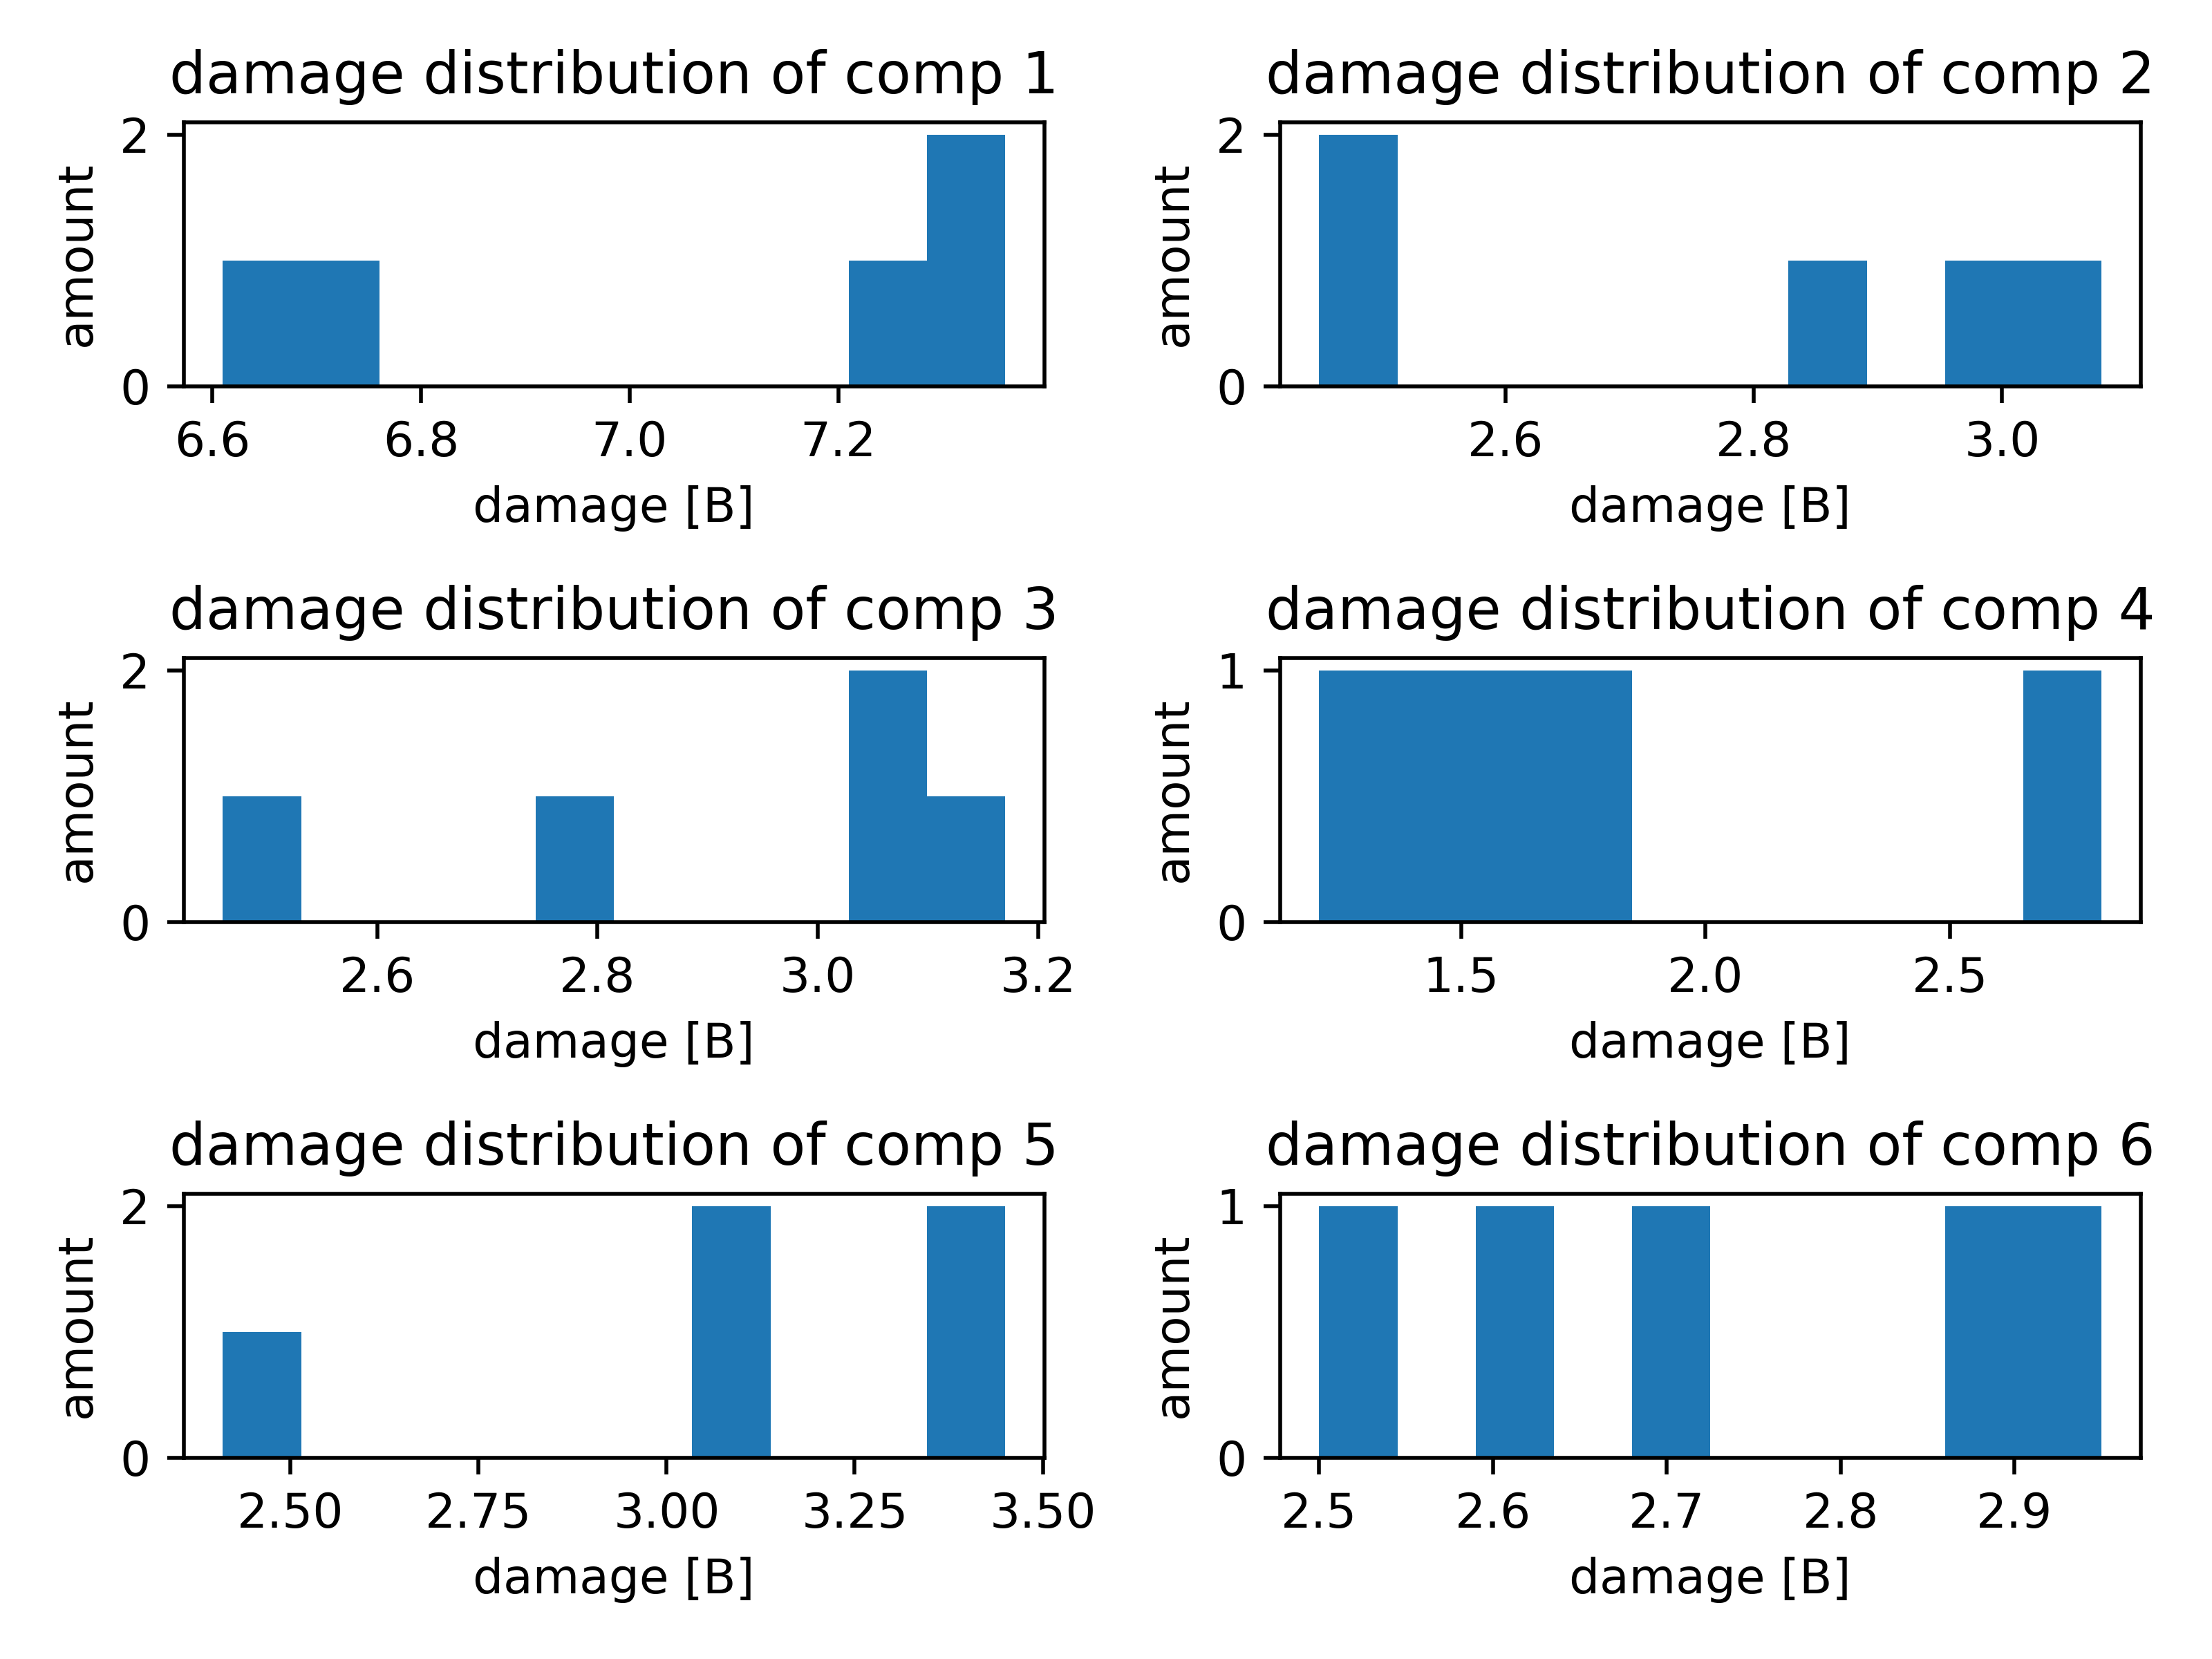 damage distribution of comp 1
2
0
amount
6.6 6.8 7.0 7.2
damage [B]
damage distribution of comp 2
2
0
amount
2.6 2.8 3.0
damage [B]
damage distribution of comp 3
2
0
amount
2.6 2.8 3.0 3.2
damage [B]
damage distribution of comp 4
1
0
amount
1.5 2.0 2.5
damage [B]
damage distribution of comp 5
2
0
amount
2.50 2.75 3.00 3.25 3.50
damage [B]
damage distribution of comp 6
1
0
amount
2.5 2.6 2.7 2.8 2.9
damage [B]